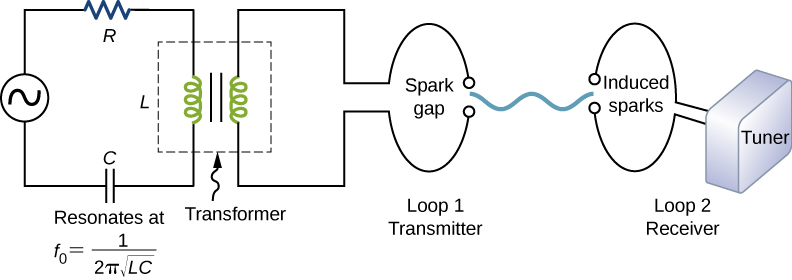 R
L
C
Resonates at
f₀ = 1 / 2π√LC
Transformer
Spark
gap
Loop 1
Transmitter
Induced
sparks
Loop 2
Receiver
Tuner